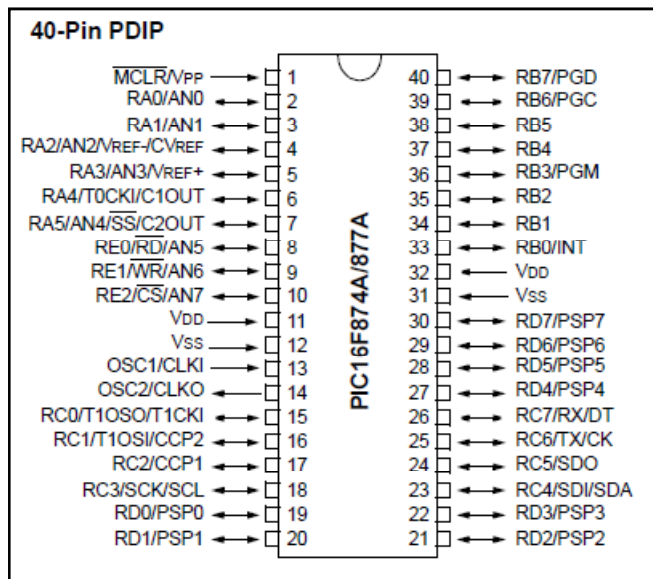 40-Pin PDIP
MCLR/VPP 1 40 RB7/PGD
RA0/AN0 2 39 RB6/PGC
RA1/AN1 3 38 RB5
RA2/AN2/VREF-/CVREF 4 37 RB4
RA3/AN3/VREF+ 5 36 RB3/PGM
RA4/T0CKI/C1OUT 6 35 RB2
RA5/AN4/SS/C2OUT 7 34 RB1
RE0/RD/AN5 8 33 RB0/INT
RE1/WR/AN6 9 32 VDD
RE2/CS/AN7 10 31 VSS
VDD 11 30 RD7/PSP7
VSS 12 29 RD6/PSP6
OSC1/CLKI 13 28 RD5/PSP5
OSC2/CLKO 14 27 RD4/PSP4
RC0/T1OSO/T1CKI 15 26 RC7/RX/DT
RC1/T1OSI/CCP2 16 25 RC6/TX/CK
RC2/CCP1 17 24 RC5/SDO
RC3/SCK/SCL 18 23 RC4/SDI/SDA
RD0/PSP0 19 22 RD3/PSP3
RD1/PSP1 20 21 RD2/PSP2
PIC16F874A/877A